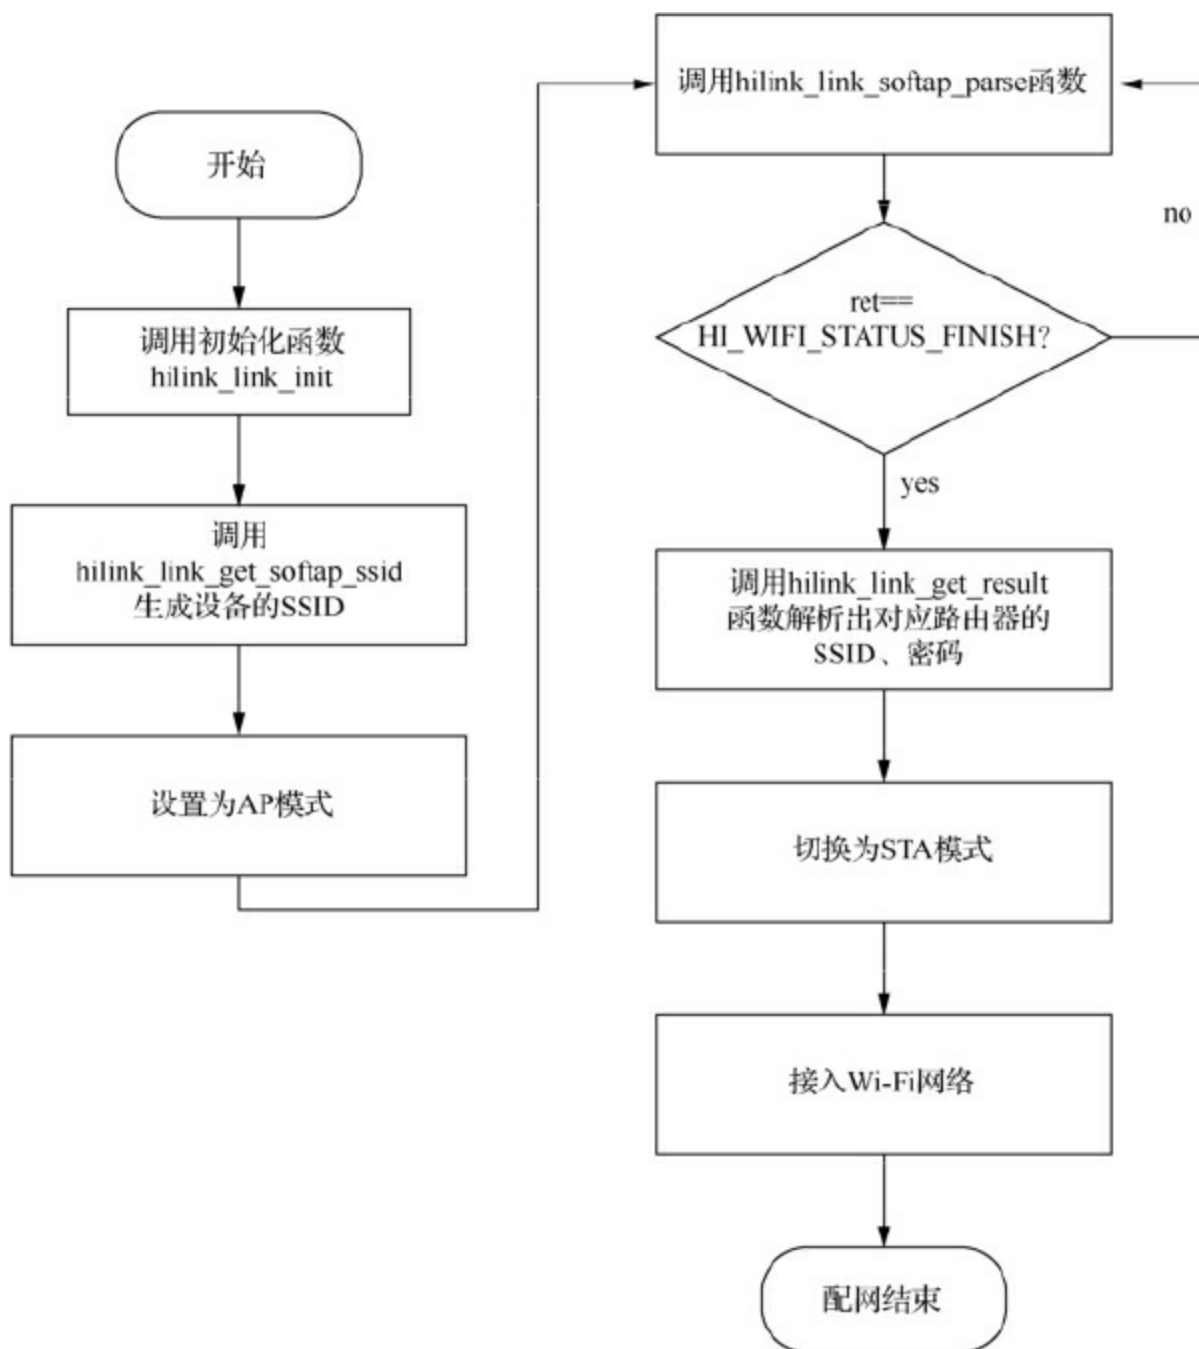 开始
调用初始化函数
hilink_link_init
调用
hilink_link_get_softap_ssid
生成设备的SSID
设置为AP模式
调用hilink_link_softap_parse函数
ret==
HI_WIFI_STATUS_FINISH?
no
yes
调用hilink_link_get_result
函数解析出对应路由器的
SSID、密码
切换为STA模式
接入Wi-Fi网络
配网结束